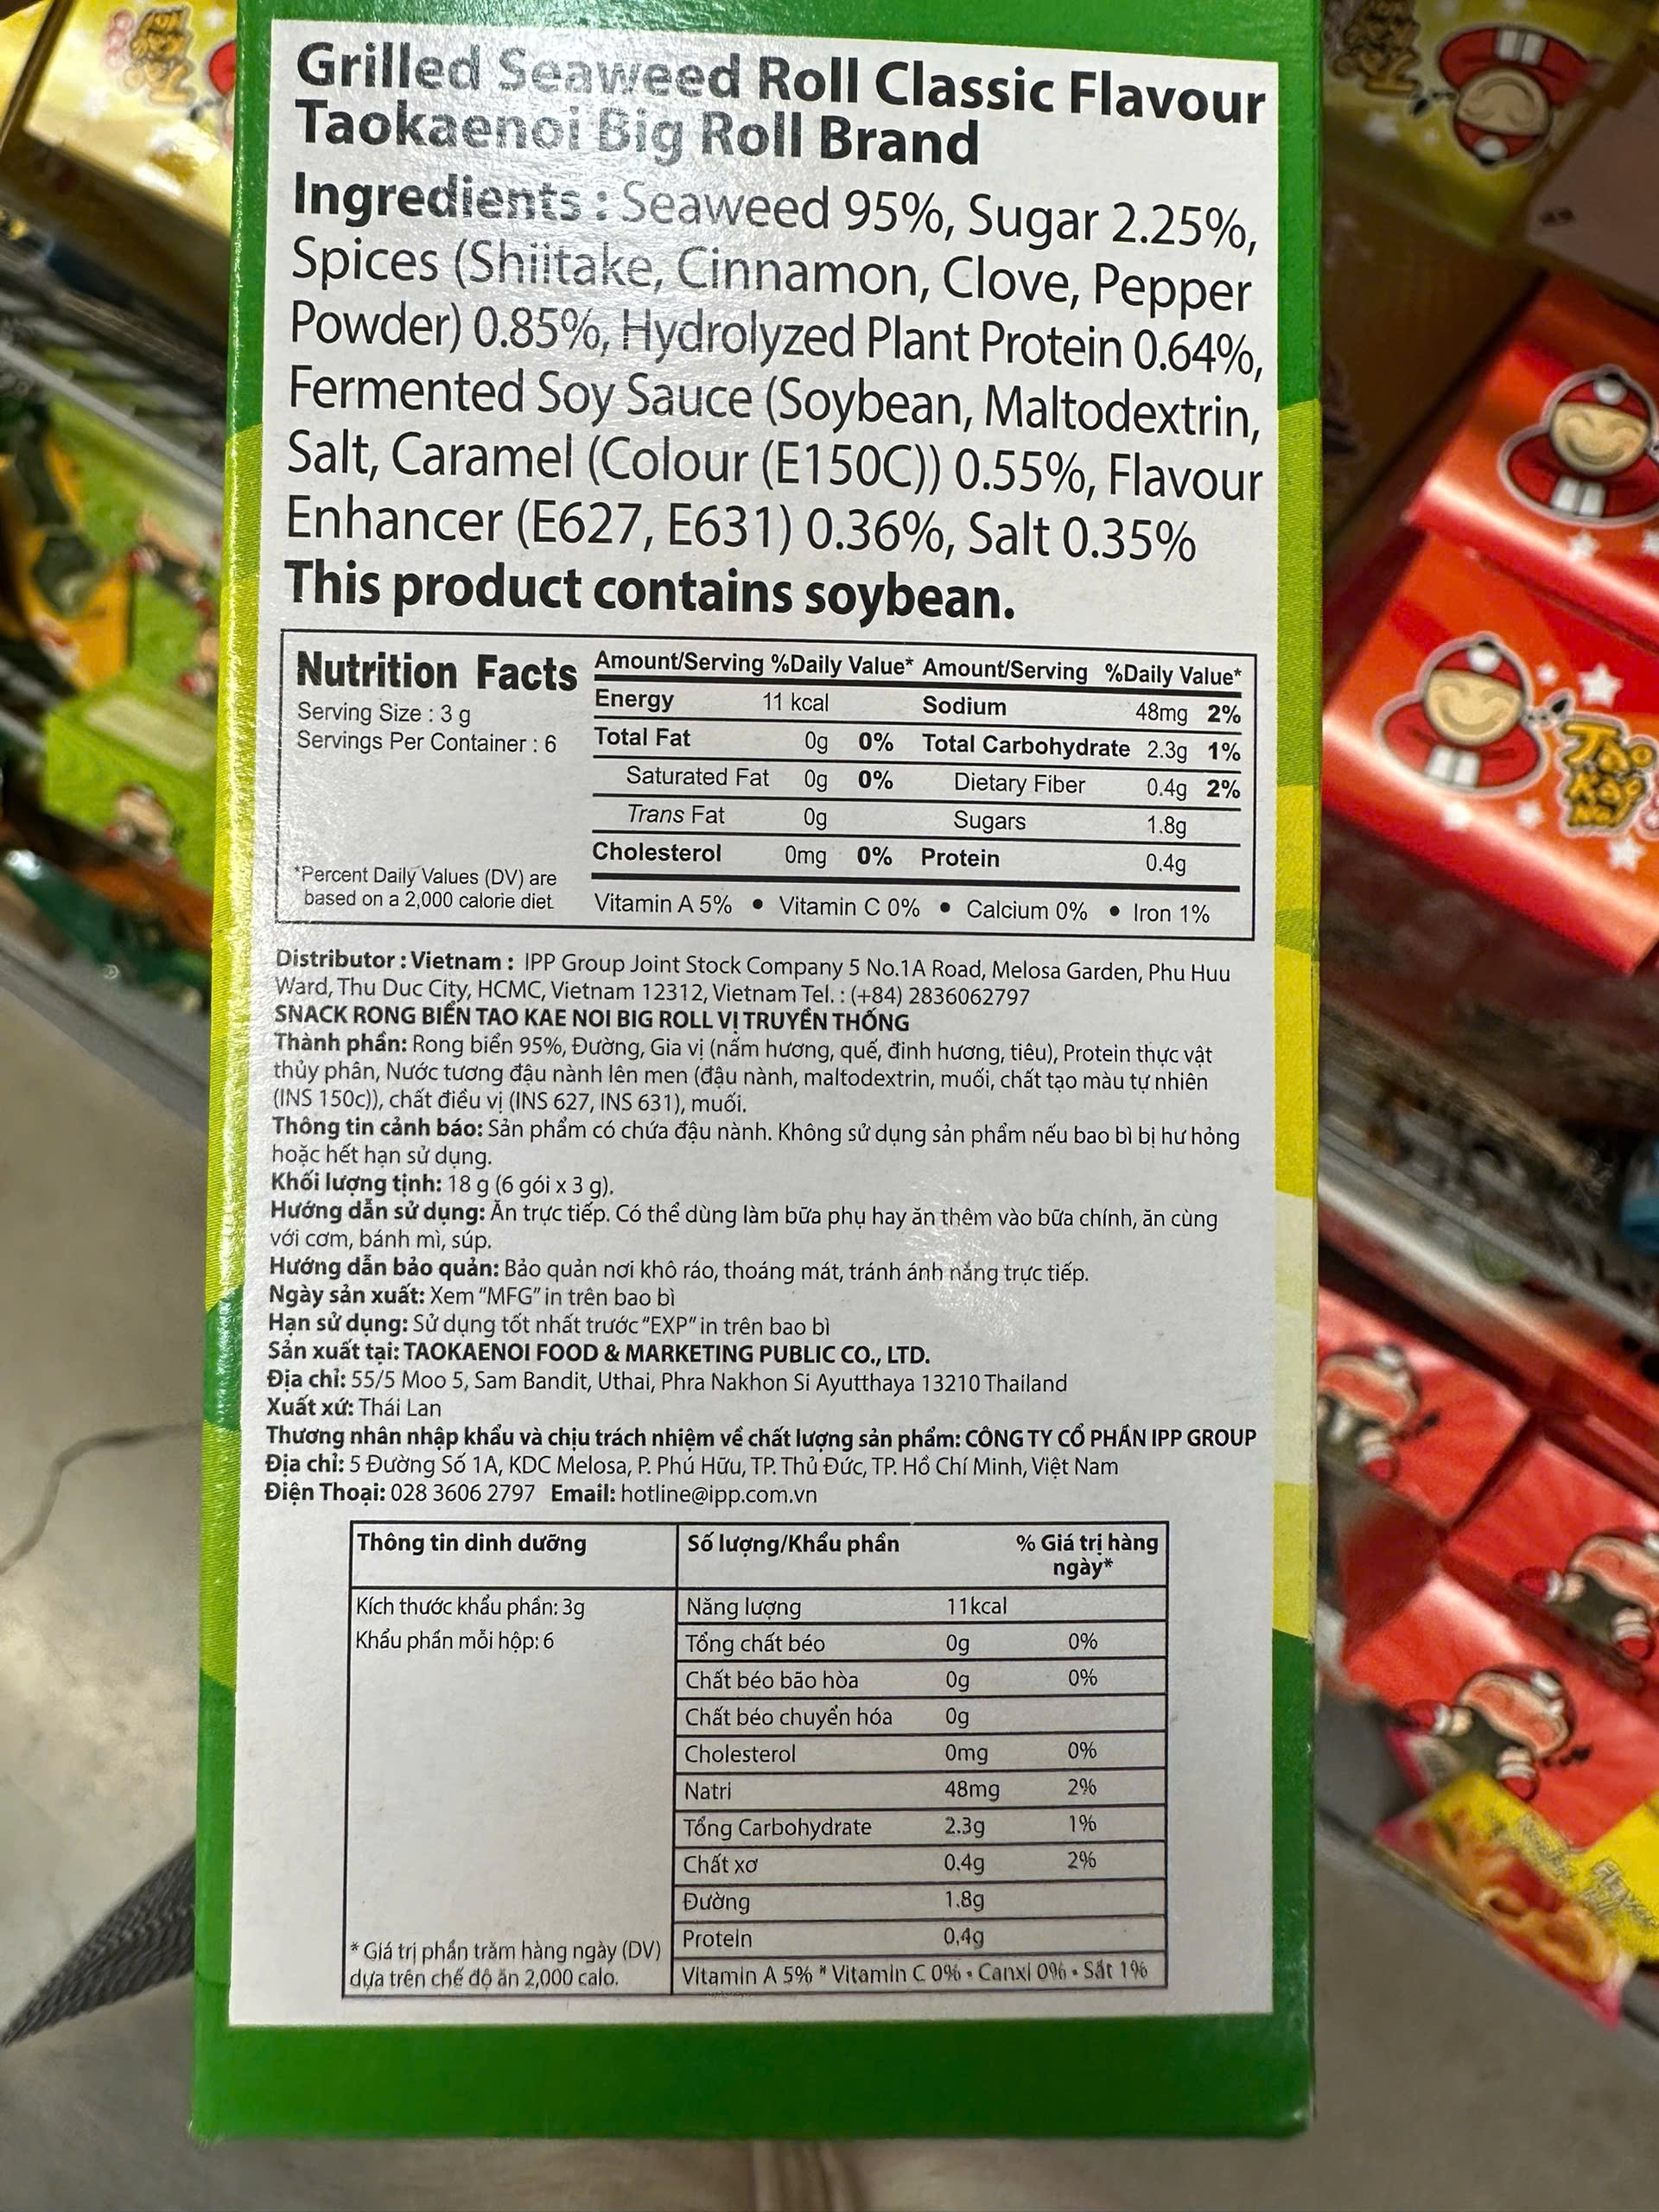 Grilled Seaweed Roll Classic Flavour
Taokaenoi Big Roll Brand
Ingredients : Seaweed 95%, Sugar 2.25%,
Spices (Shiitake, Cinnamon, Clove, Pepper
Powder) 0.85%, Hydrolyzed Plant Protein 0.64%,
Fermented Soy Sauce (Soybean, Maltodextrin,
Salt, Caramel (Colour (E150C)) 0.55%, Flavour
Enhancer (E627, E631) 0.36%, Salt 0.35%
This product contains soybean.
Nutrition Facts
Serving Size : 3 g
Servings Per Container : 6
*Percent Daily Values (DV) are
based on a 2,000 calorie diet.
Amount/Serving %Daily Value* Amount/Serving %Daily Value*
Energy 11 kcal Sodium 48mg 2%
Total Fat 0g 0% Total Carbohydrate 2.3g 1%
Saturated Fat 0g 0% Dietary Fiber 0.4g 2%
Trans Fat 0g Sugars 1.8g
Cholesterol 0mg 0% Protein 0.4g
Vitamin A 5% • Vitamin C 0% • Calcium 0% • Iron 1%
Distributor : Vietnam : IPP Group Joint Stock Company 5 No.1A Road, Melosa Garden, Phu Huu
Ward, Thu Duc City, HCMC, Vietnam 12312, Vietnam Tel. : (+84) 2836062797
SNACK RONG BIỂN TAO KAE NOI BIG ROLL VỊ TRUYỀN THỐNG
Thành phần: Rong biển 95%, Đường, Gia vị (nấm hương, quế, đinh hương, tiêu), Protein thực vật
thủy phân, Nước tương đậu nành lên men (đậu nành, maltodextrin, muối, chất tạo màu tự nhiên
(INS 150c)), chất điều vị (INS 627, INS 631), muối.
Thông tin cảnh báo: Sản phẩm có chứa đậu nành. Không sử dụng sản phẩm nếu bao bì bị hư hỏng
hoặc hết hạn sử dụng.
Khối lượng tịnh: 18 g (6 gói x 3 g).
Hướng dẫn sử dụng: Ăn trực tiếp. Có thể dùng làm bữa phụ hay ăn thêm vào bữa chính, ăn cùng
với cơm, bánh mì, súp.
Hướng dẫn bảo quản: Bảo quản nơi khô ráo, thoáng mát, tránh ánh nắng trực tiếp.
Ngày sản xuất: Xem "MFG" in trên bao bì
Hạn sử dụng: Sử dụng tốt nhất trước "EXP" in trên bao bì
Sản xuất tại: TAOKAENOI FOOD & MARKETING PUBLIC CO., LTD.
Địa chỉ: 55/5 Moo 5, Sam Bandit, Uthai, Phra Nakhon Si Ayutthaya 13210 Thailand
Xuất xứ: Thái Lan
Thương nhân nhập khẩu và chịu trách nhiệm về chất lượng sản phẩm: CÔNG TY CỔ PHẦN IPP GROUP
Địa chỉ: 5 Đường Số 1A, KDC Melosa, P. Phú Hữu, TP. Thủ Đức, TP. Hồ Chí Minh, Việt Nam
Điện Thoại: 028 3606 2797 Email: hotline@ipp.com.vn
Thông tin dinh dưỡng
Số lượng/Khẩu phần
% Giá trị hàng
ngày*
Kích thước khẩu phần: 3g
Khẩu phần mỗi hộp: 6
Năng lượng 11kcal
Tổng chất béo 0g 0%
Chất béo bão hòa 0g 0%
Chất béo chuyển hóa 0g
Cholesterol 0mg 0%
Natri 48mg 2%
Tổng Carbohydrate 2.3g 1%
Chất xơ 0.4g 2%
Đường 1.8g
Protein 0,4g
Vitamin A 5% * Vitamin C 0% • Canxi 0% • Sắt 1%
* Giá trị phần trăm hàng ngày (DV)
dựa trên chế độ ăn 2,000 calo.
Tao
Kae
Noi